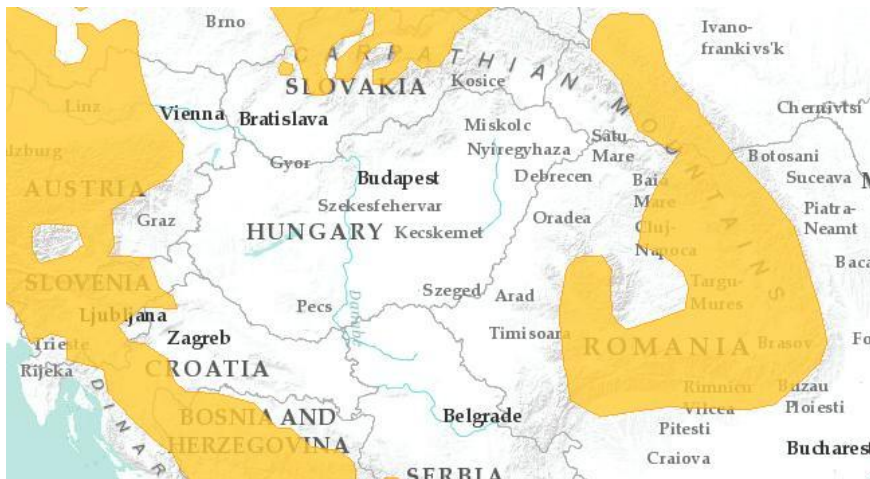 Brno
Ivano-
frankivs'k
CARPATHIAN MOUNTAINS
SLOVAKIA
Kosice
Linz
Vienna
Bratislava
Chernivtsi
Miskolc
Nyiregyhaza
Satu
Mare
Botosani
Gyor
Budapest
Debrecen
Baia
Mare
Suceava
AUSTRIA
Szekesfehervar
Piatra-
Neamt
Graz
HUNGARY
Kecskemet
Oradea
Cluj-
Napoca
SLOVENIA
Szeged
Arad
Targu-
Mures
Ljubljana
Pecs
Danube
Timisoara
Zagreb
Trieste
ROMANIA
Brasov
Rijeka
CROATIA
Rimnicu
Vilcea
Buzau
Ploiesti
DINAR
BOSNIA AND
HERZEGOVINA
Belgrade
Pitesti
Bucharest
Craiova
SERBIA